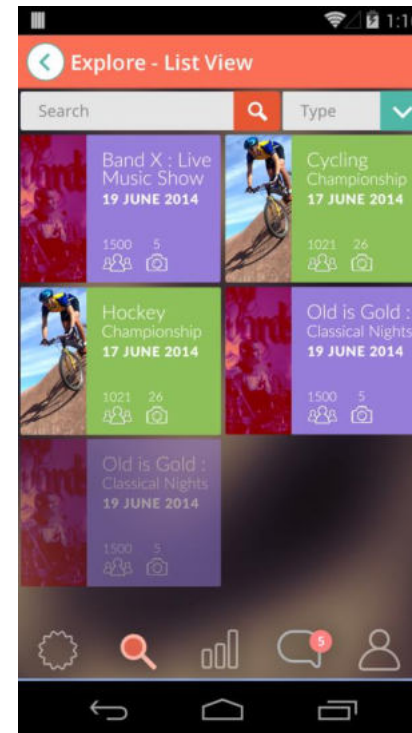 1:1
Explore - List View
Search
Type
Band X : Live
Music Show
19 JUNE 2014
1500 5
Cycling
Championship
17 JUNE 2014
1021 26
Hockey
Championship
17 JUNE 2014
1021 26
Old is Gold :
Classical Nights
19 JUNE 2014
1500 5
Old is Gold :
Classical Nights
19 JUNE 2014
1500 5
5